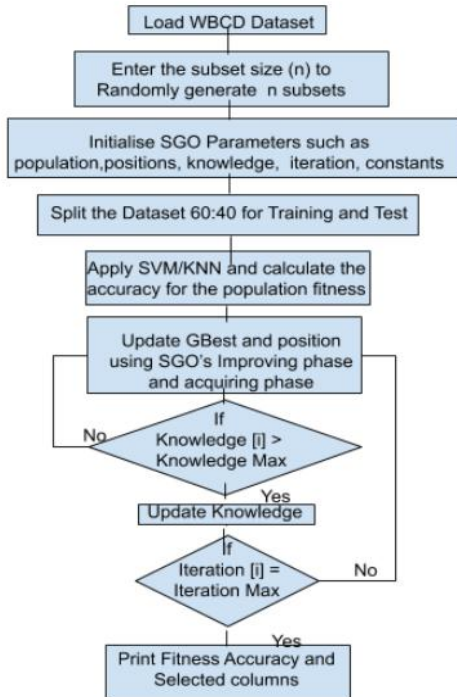 Load WBCD Dataset
Enter the subset size (n) to
Randomly generate n subsets
Initialise SGO Parameters such as
population,positions, knowledge, iteration, constants
Split the Dataset 60:40 for Training and Test
Apply SVM/KNN and calculate the
accuracy for the population fitness
Update GBest and position
using SGO's Improving phase
and acquiring phase
If
Knowledge [i] >
Knowledge Max
No
Yes
Update Knowledge
If
Iteration [i] =
Iteration Max
No
Yes
Print Fitness Accuracy and
Selected columns